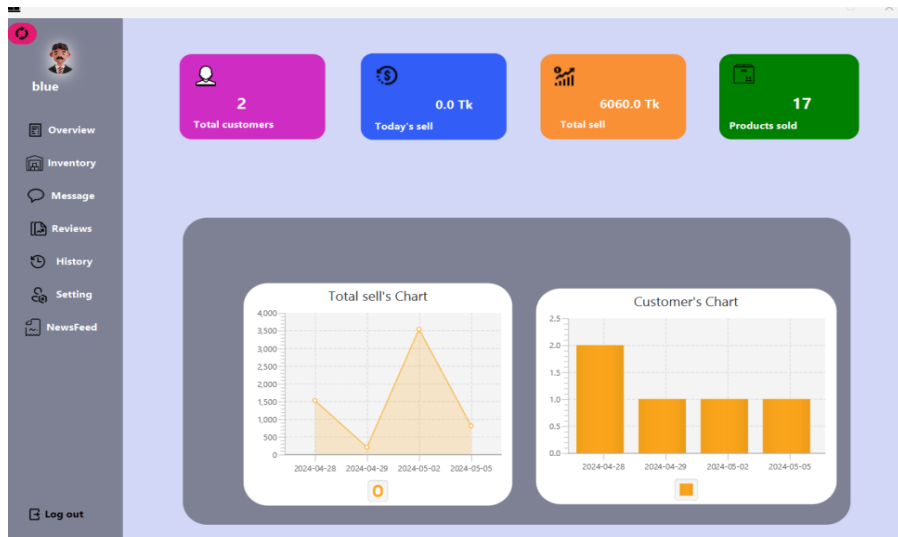 blue
Overview
Inventory
Message
Reviews
History
Setting
NewsFeed
Log out
2
Total customers
0.0 Tk
Today's sell
6060.0 Tk
Total sell
17
Products sold
Total sell's Chart
4,000
3,500
3,000
2,500
2,000
1,500
1,000
500
0
2024-04-28 2024-04-29 2024-05-02 2024-05-05
Customer's Chart
2.5
2.0
1.5
1.0
0.5
0.0
2024-04-28 2024-04-29 2024-05-02 2024-05-05